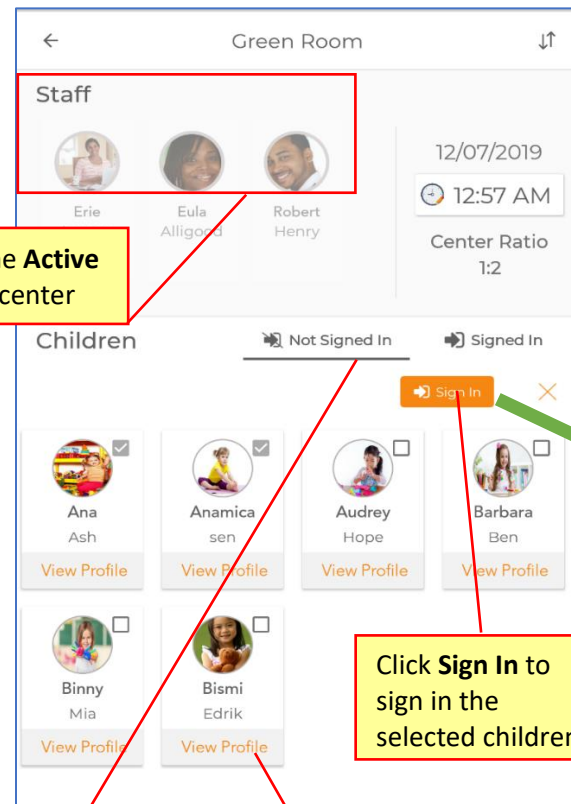 Green Room
Staff
12/07/2019
12:57 AM
Center Ratio
1:2
Erie
Eula
Alligood
Robert
Henry
Active
center
Children
Not Signed In
Signed In
Sign In
Ana
Ash
View Profile
Anamica
sen
View Profile
Audrey
Hope
View Profile
Barbara
Ben
View Profile
Binny
Mia
View Profile
Bismi
Edrik
View Profile
Click Sign In to
sign in the
selected children